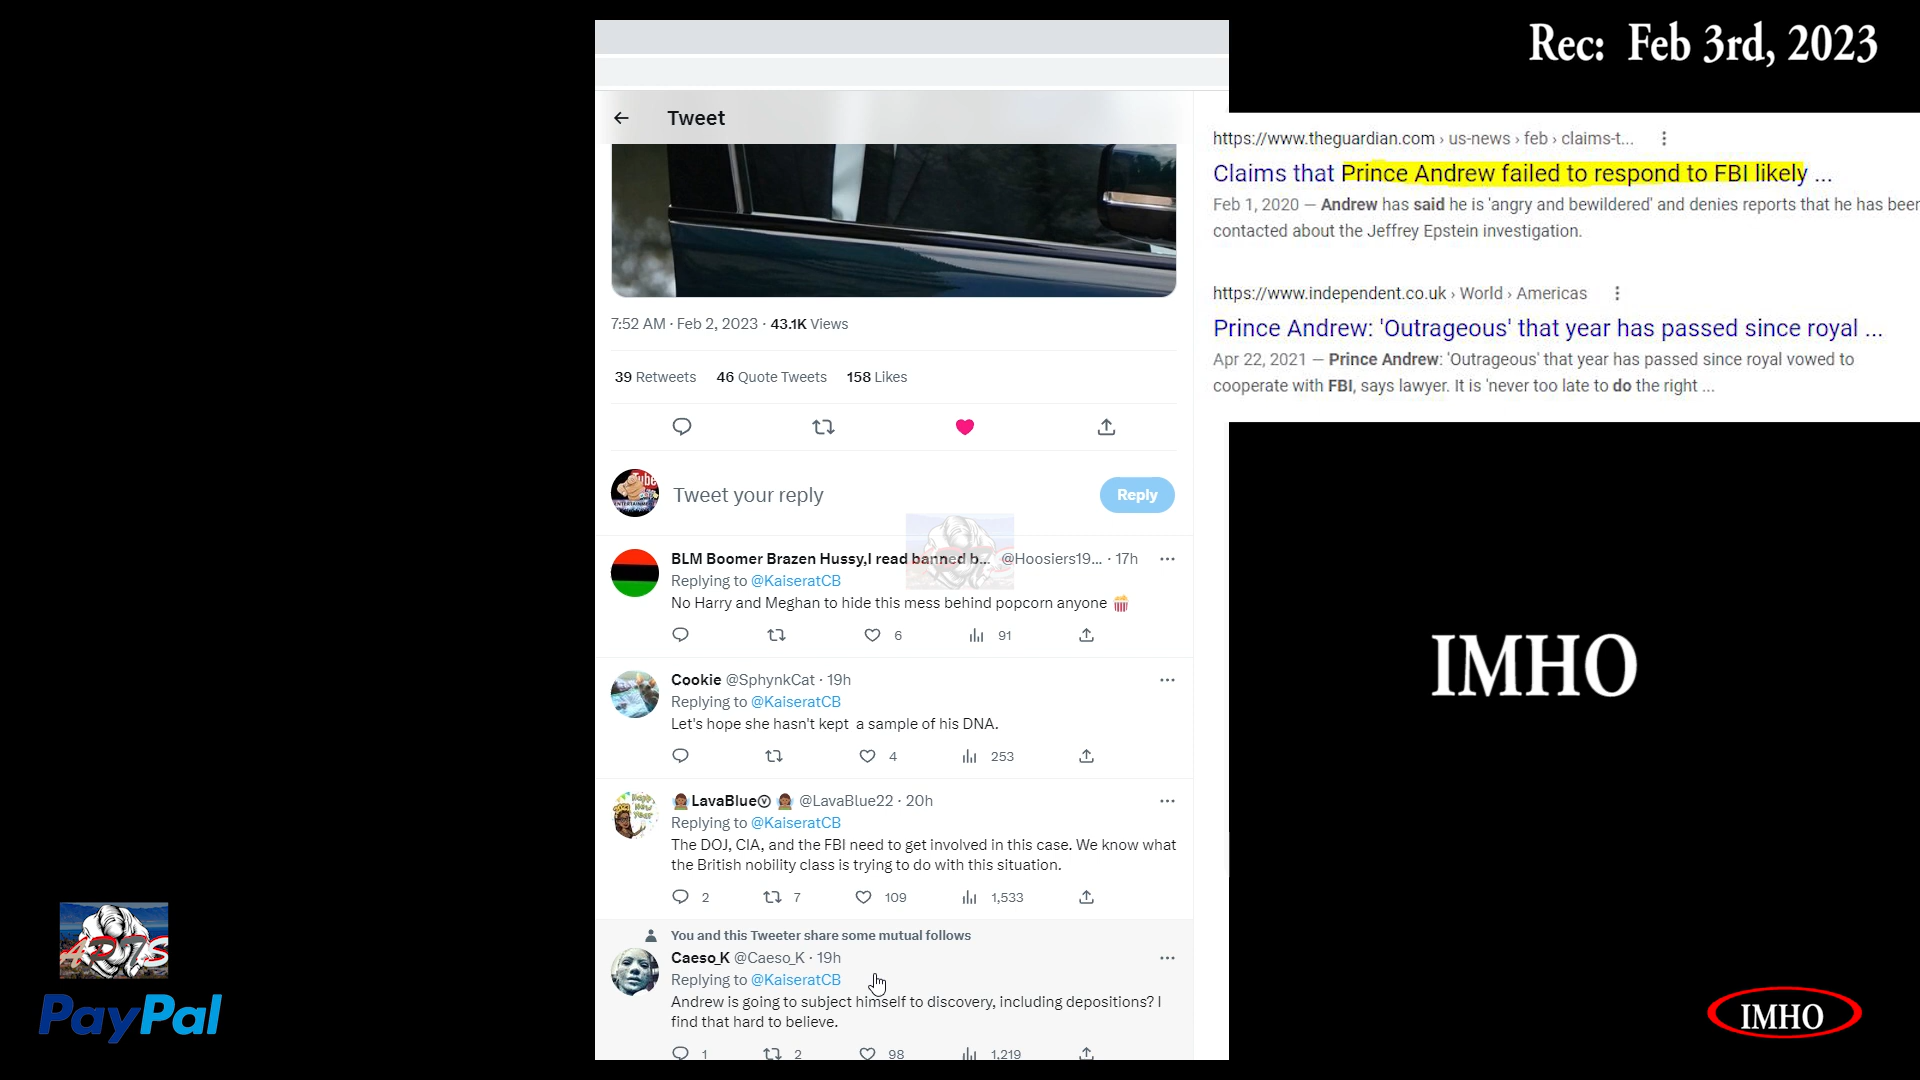 Rec: Feb 3rd, 2023
Tweet
7:52 AM · Feb 2, 2023 · 43.1K Views
39 Retweets 46 Quote Tweets 158 Likes
Tweet your reply
Reply
BLM Boomer Brazen Hussy,I read banned b... @Hoosiers19... · 17h
Replying to @KaiseratCB
No Harry and Meghan to hide this mess behind popcorn anyone 🍿
6 91
Cookie @SphynkCat · 19h
Replying to @KaiseratCB
Let's hope she hasn't kept a sample of his DNA.
4 253
LavaBlueⓥ @LavaBlue22 · 20h
Replying to @KaiseratCB
The DOJ, CIA, and the FBI need to get involved in this case. We know what
the British nobility class is trying to do with this situation.
2 7 109 1,533
You and this Tweeter share some mutual follows
Caeso_K @Caeso_K · 19h
Replying to @KaiseratCB
Andrew is going to subject himself to discovery, including depositions? I
find that hard to believe.
1 2 98 1,219
https://www.theguardian.com › us-news › feb › claims-t...
Claims that Prince Andrew failed to respond to FBI likely ...
Feb 1, 2020 — Andrew has said he is 'angry and bewildered' and denies reports that he has been
contacted about the Jeffrey Epstein investigation.
https://www.independent.co.uk › World › Americas
Prince Andrew: 'Outrageous' that year has passed since royal ...
Apr 22, 2021 — Prince Andrew: 'Outrageous' that year has passed since royal vowed to
cooperate with FBI, says lawyer. It is 'never too late to do the right ...
IMHO
PayPal
IMHO